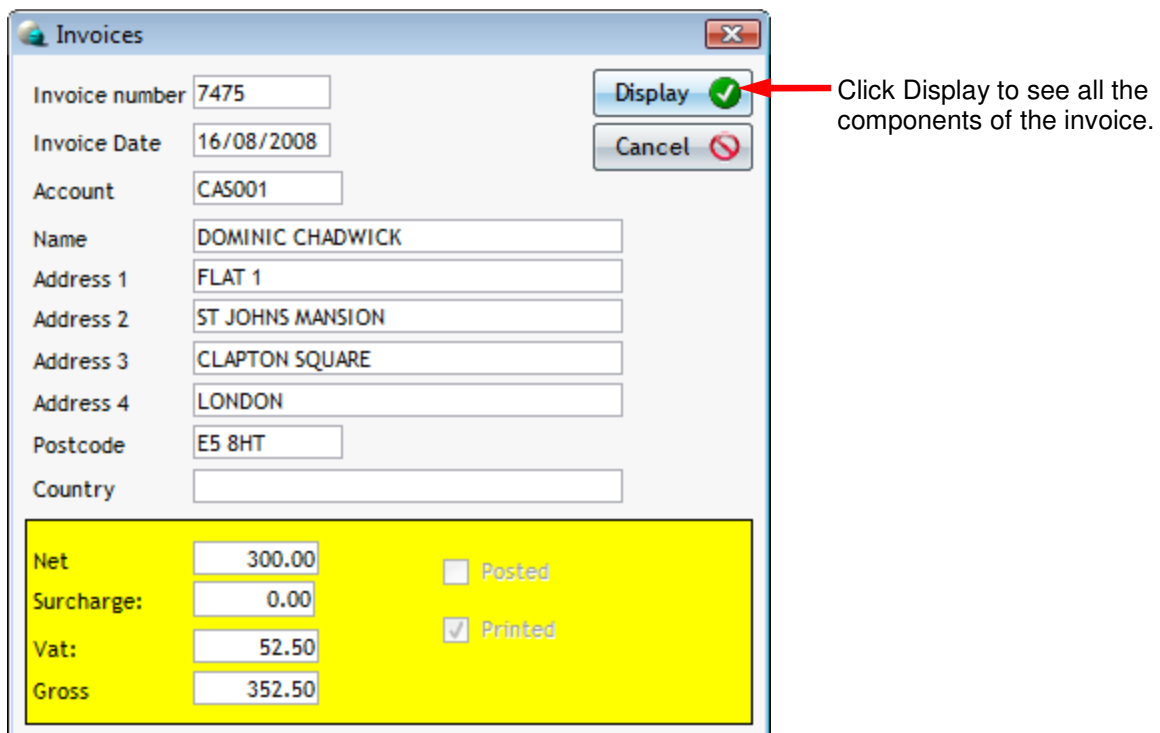 Invoices
Invoice number 7475
Display
Click Display to see all the
components of the invoice.
Invoice Date 16/08/2008
Cancel
Account CAS001
Name DOMINIC CHADWICK
Address 1 FLAT 1
Address 2 ST JOHNS MANSION
Address 3 CLAPTON SQUARE
Address 4 LONDON
Postcode E5 8HT
Country
Net 300.00
Posted
Surcharge: 0.00
Printed
Vat: 52.50
Gross 352.50